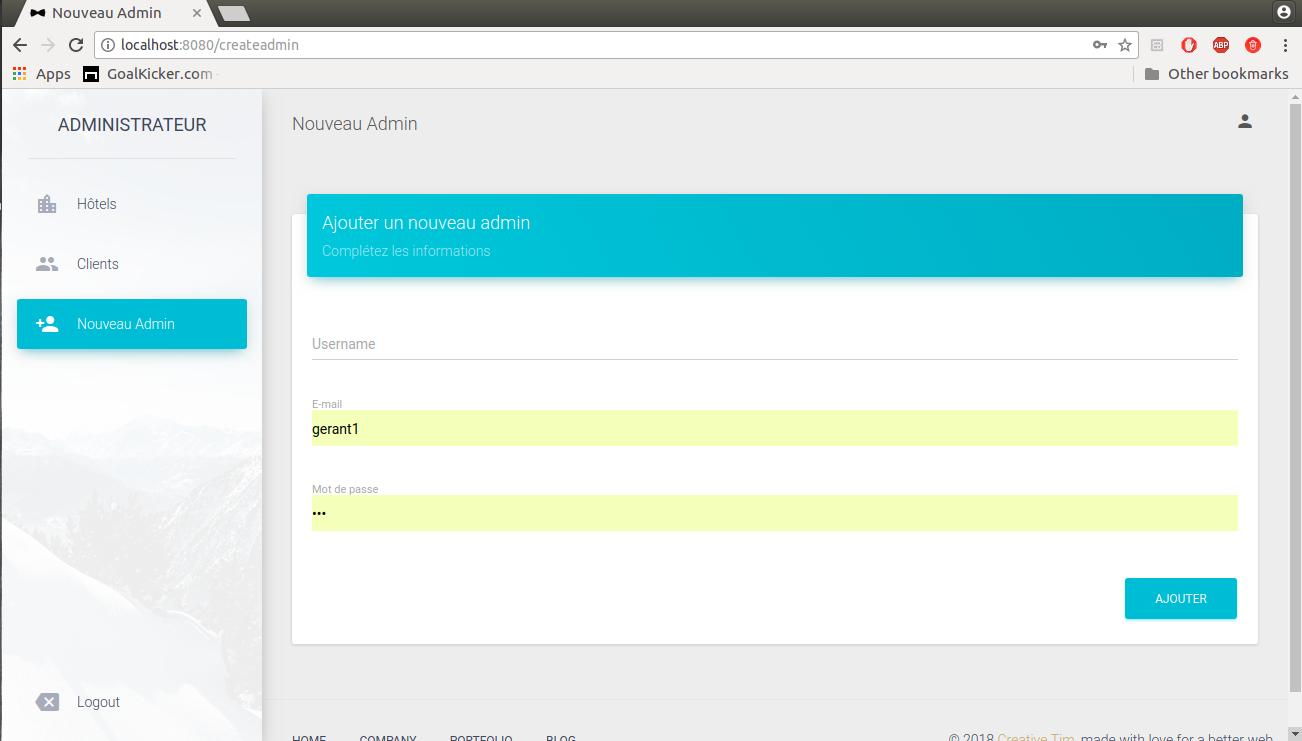 Nouveau Admin
localhost:8080/createadmin
ABP
Apps
GoalKicker.com
Other bookmarks
ADMINISTRATEUR
Hôtels
Clients
Nouveau Admin
Logout
Nouveau Admin
Ajouter un nouveau admin
Complétez les informations
Username
E-mail
gerant1
Mot de passe
•••
AJOUTER
HOME COMPANY PORTFOLIO BLOG
© 2018 Creative Tim, made with love for a better web